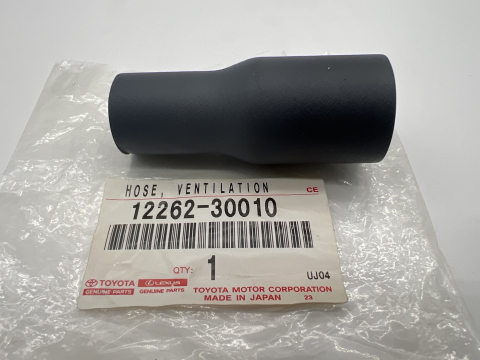 HOSE, VENTILATION CE
12262-30010
QTY: 1 UJ04
TOYOTA LEXUS TOYOTA MOTOR CORPORATION
GENUINE PARTS GENUINE PARTS MADE IN JAPAN 23